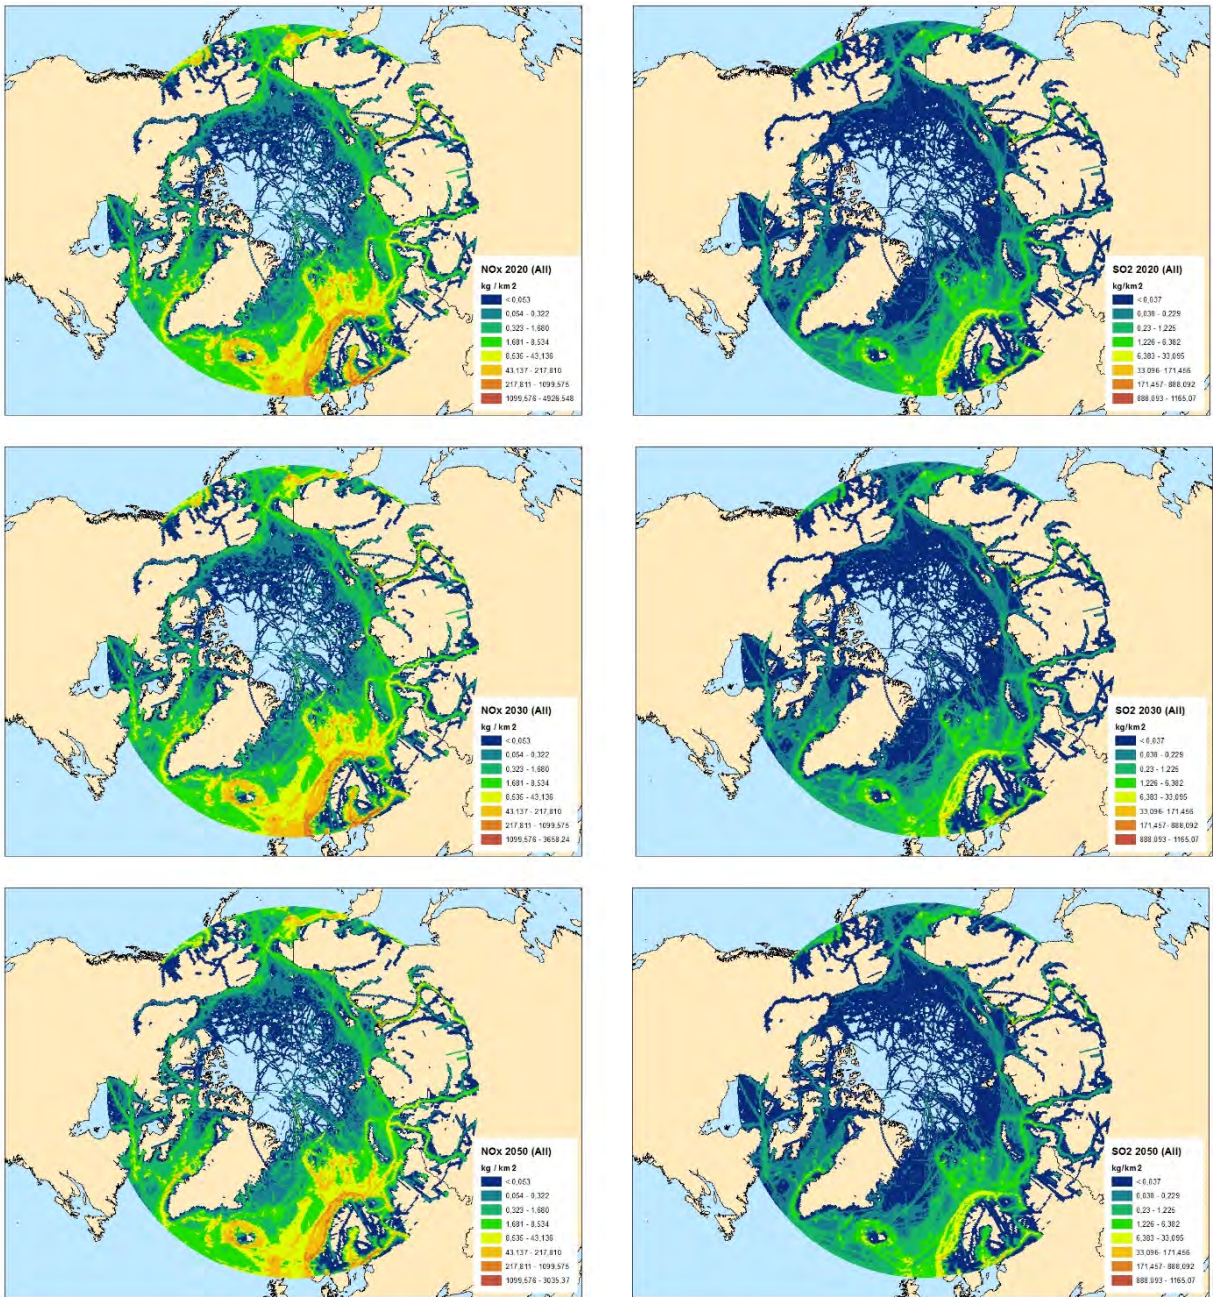 NOx 2020 (All)
kg / km2
< 0,053
0,054 - 0,322
0,323 - 1,680
1,681 - 8,534
8,535 - 43,136
43,137 - 217,810
217,811 - 1099,575
1099,576 - 4926,548
SO2 2020 (All)
kg/km2
< 0,037
0,038 - 0,229
0,23 - 1,225
1,226 - 6,382
6,383 - 33,095
33,096- 171,456
171,457- 888,092
888,093 - 1165,07
NOx 2030 (All)
kg / km2
< 0,053
0,054 - 0,322
0,323 - 1,680
1,681 - 8,534
8,535 - 43,136
43,137 - 217,810
217,811 - 1099,575
1099,576 - 3658,24
SO2 2030 (All)
kg/km2
< 0,037
0,038 - 0,229
0,23 - 1,225
1,226 - 6,382
6,383 - 33,095
33,096- 171,456
171,457- 888,092
888,093 - 1165,07
NOx 2050 (All)
kg / km2
< 0,053
0,054 - 0,322
0,323 - 1,680
1,681 - 8,534
8,535 - 43,136
43,137 - 217,810
217,811 - 1099,575
1099,576 - 3035,37
SO2 2050 (All)
kg/km2
< 0,037
0,038 - 0,229
0,23 - 1,225
1,226 - 6,382
6,383 - 33,095
33,096- 171,456
171,457- 888,092
888,093 - 1165,07